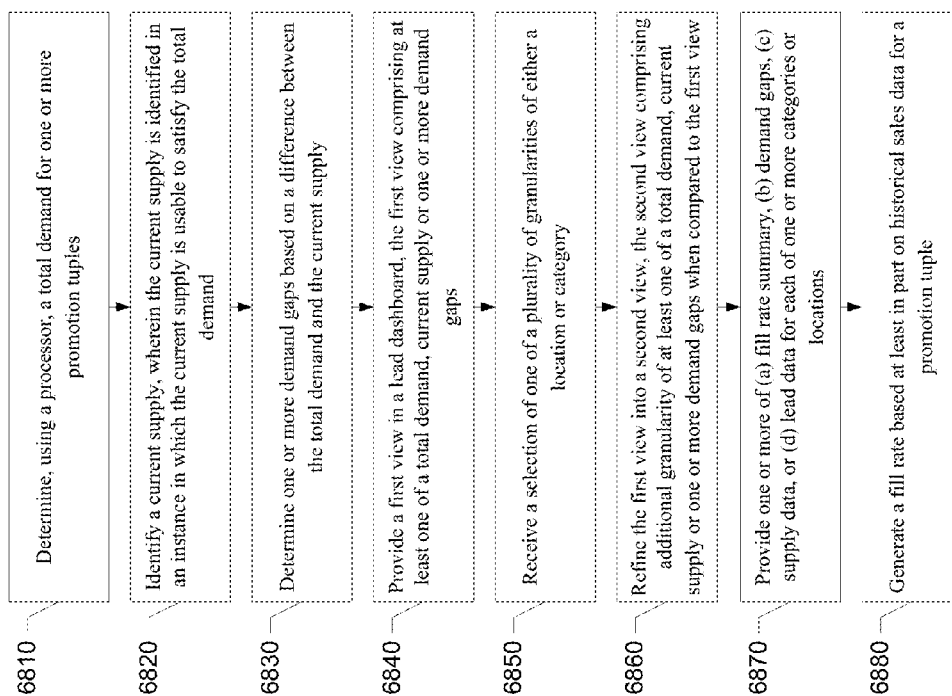 6810
Determine, using a processor, a total demand for one or more
promotion tuples
6820
Identify a current supply, wherein the current supply is identified in
an instance in which the current supply is usable to satisfy the total
demand
6830
Determine one or more demand gaps based on a difference between
the total demand and the current supply
6840
Provide a first view in a lead dashboard, the first view comprising at
least one of a total demand, current supply or one or more demand
gaps
6850
Receive a selection of one of a plurality of granularities of either a
location or category
6860
Refine the first view into a second view, the second view comprising
additional granularity of at least one of a total demand, current
supply or one or more demand gaps when compared to the first view
6870
Provide one or more of (a) fill rate summary, (b) demand gaps, (c)
supply data, or (d) lead data for each of one or more categories or
locations
6880
Generate a fill rate based at least in part on historical sales data for a
promotion tuple